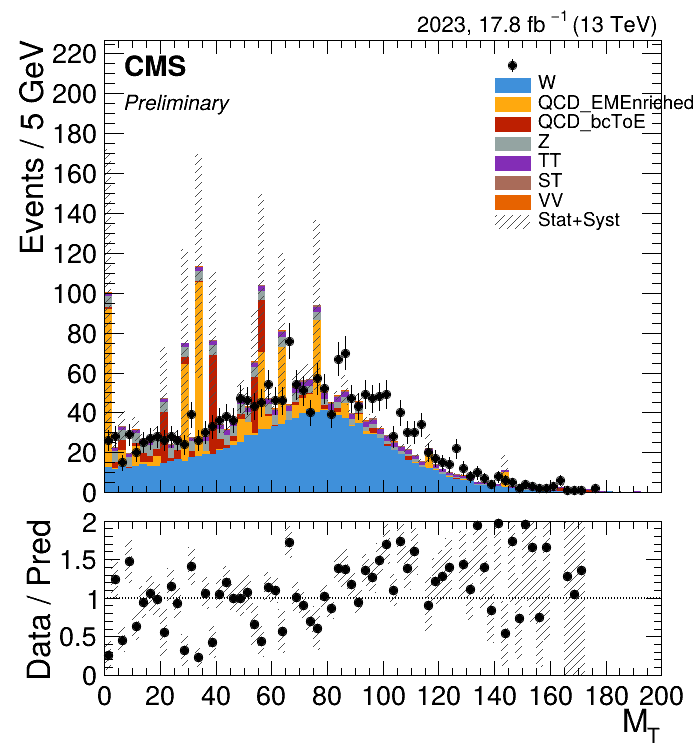 2023, 17.8 fb⁻¹ (13 TeV)
CMS
Preliminary
Events / 5 GeV
220
200
180
160
140
120
100
80
60
40
20
0
W
QCD_EMEnriched
QCD_bcToE
Z
TT
ST
VV
Stat+Syst
Data / Pred
2
1.5
1
0.5
0
0 20 40 60 80 100 120 140 160 180 200
M_T